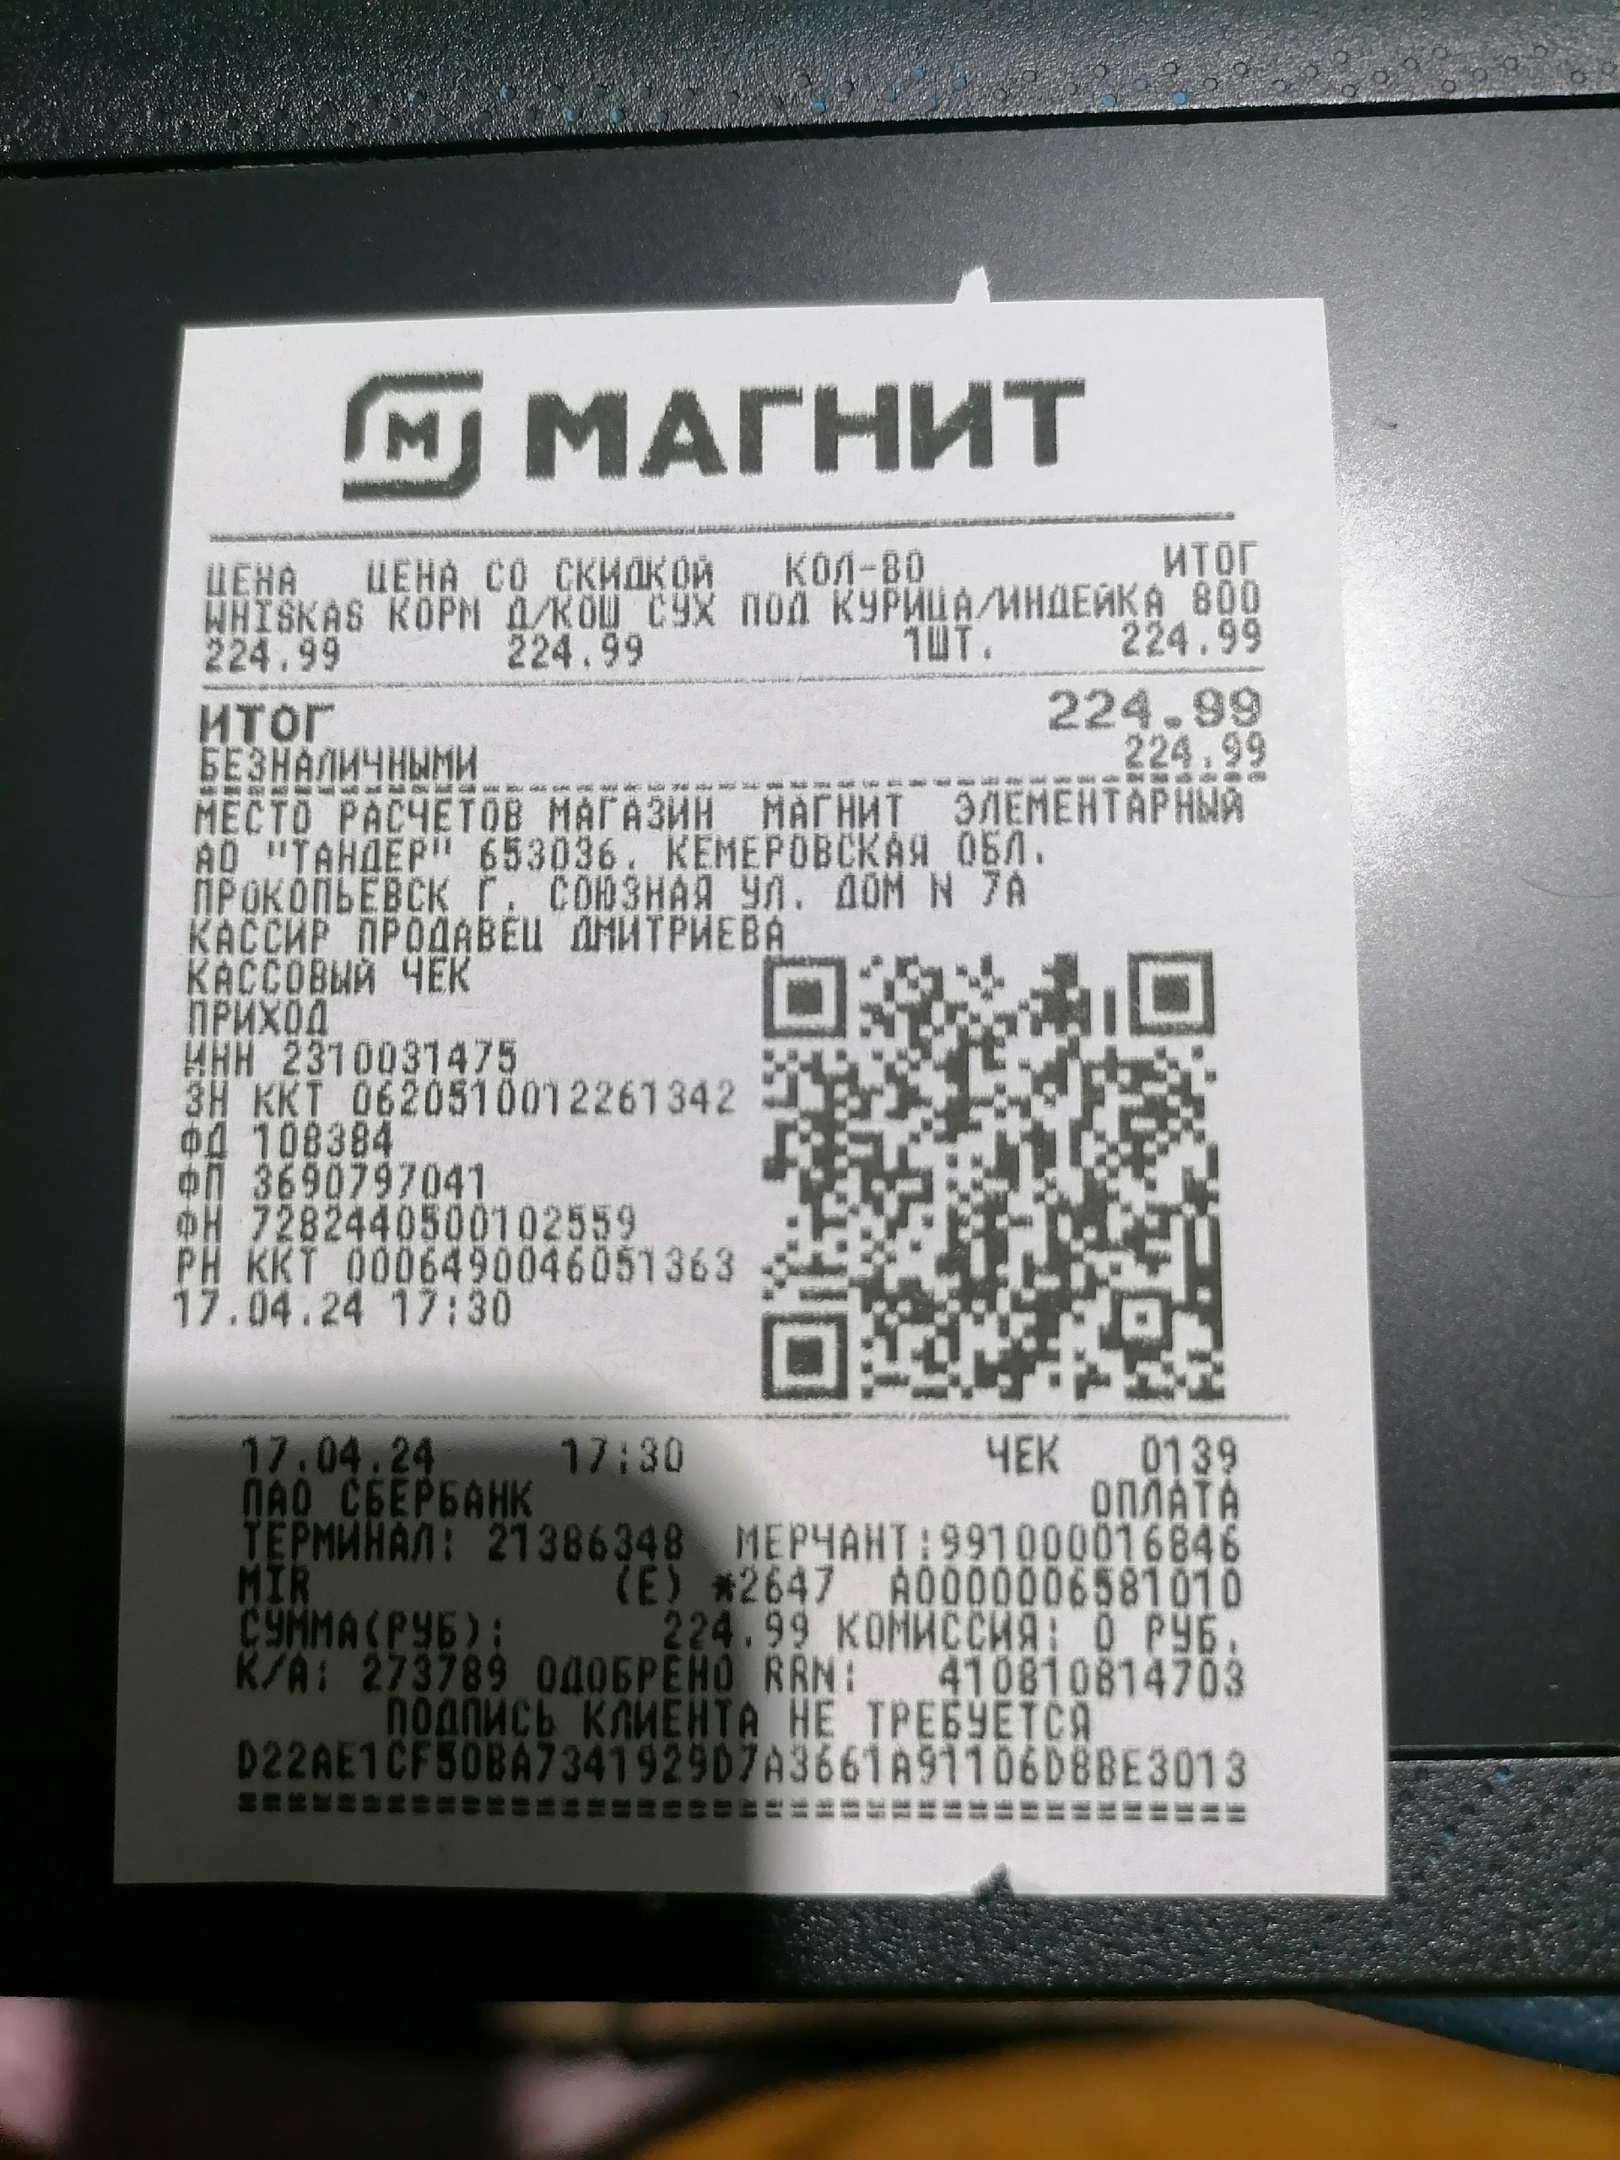 М МАГНИТ
ЦЕНА ЦЕНА СО СКИДКОЙ КОЛ-ВО ИТОГ
WHISKAS КОРМ Д/КОШ СУХ ПОД КУРИЦА/ИНДЕЙКА 800
224.99 224.99 1ШТ. 224.99
ИТОГ 224.99
БЕЗНАЛИЧНЫМИ 224.99
МЕСТО РАСЧЕТОВ МАГАЗИН МАГНИТ ЭЛЕМЕНТАРНЫЙ
АО "ТАНДЕР" 653036. КЕМЕРОВСКАЯ ОБЛ.
ПРОКОПЬЕВСК Г. СОЮЗНАЯ УЛ. ДОМ N 7А
КАССИР ПРОДАВЕЦ ДМИТРИЕВА
КАССОВЫЙ ЧЕК
ПРИХОД
ИНН 2310031475
ЗН ККТ 0620510012261342
ФД 108384
ФП 3690797041
ФН 7282440500102559
РН ККТ 0006490046051363
17.04.24 17:30
17.04.24 17:30 ЧЕК 0139
ПАО СБЕРБАНК ОПЛАТА
ТЕРМИНАЛ: 21386348 МЕРЧАНТ:991000016846
MIR (E) *2647 A0000006581010
СУММА(РУБ): 224.99 КОМИССИЯ: 0 РУБ.
К/А: 273789 ОДОБРЕНО RRN: 410810814703
ПОДПИСЬ КЛИЕНТА НЕ ТРЕБУЕТСЯ
D22AE1CF50BA7341929D7A3661A91106D8BE3013
========================================